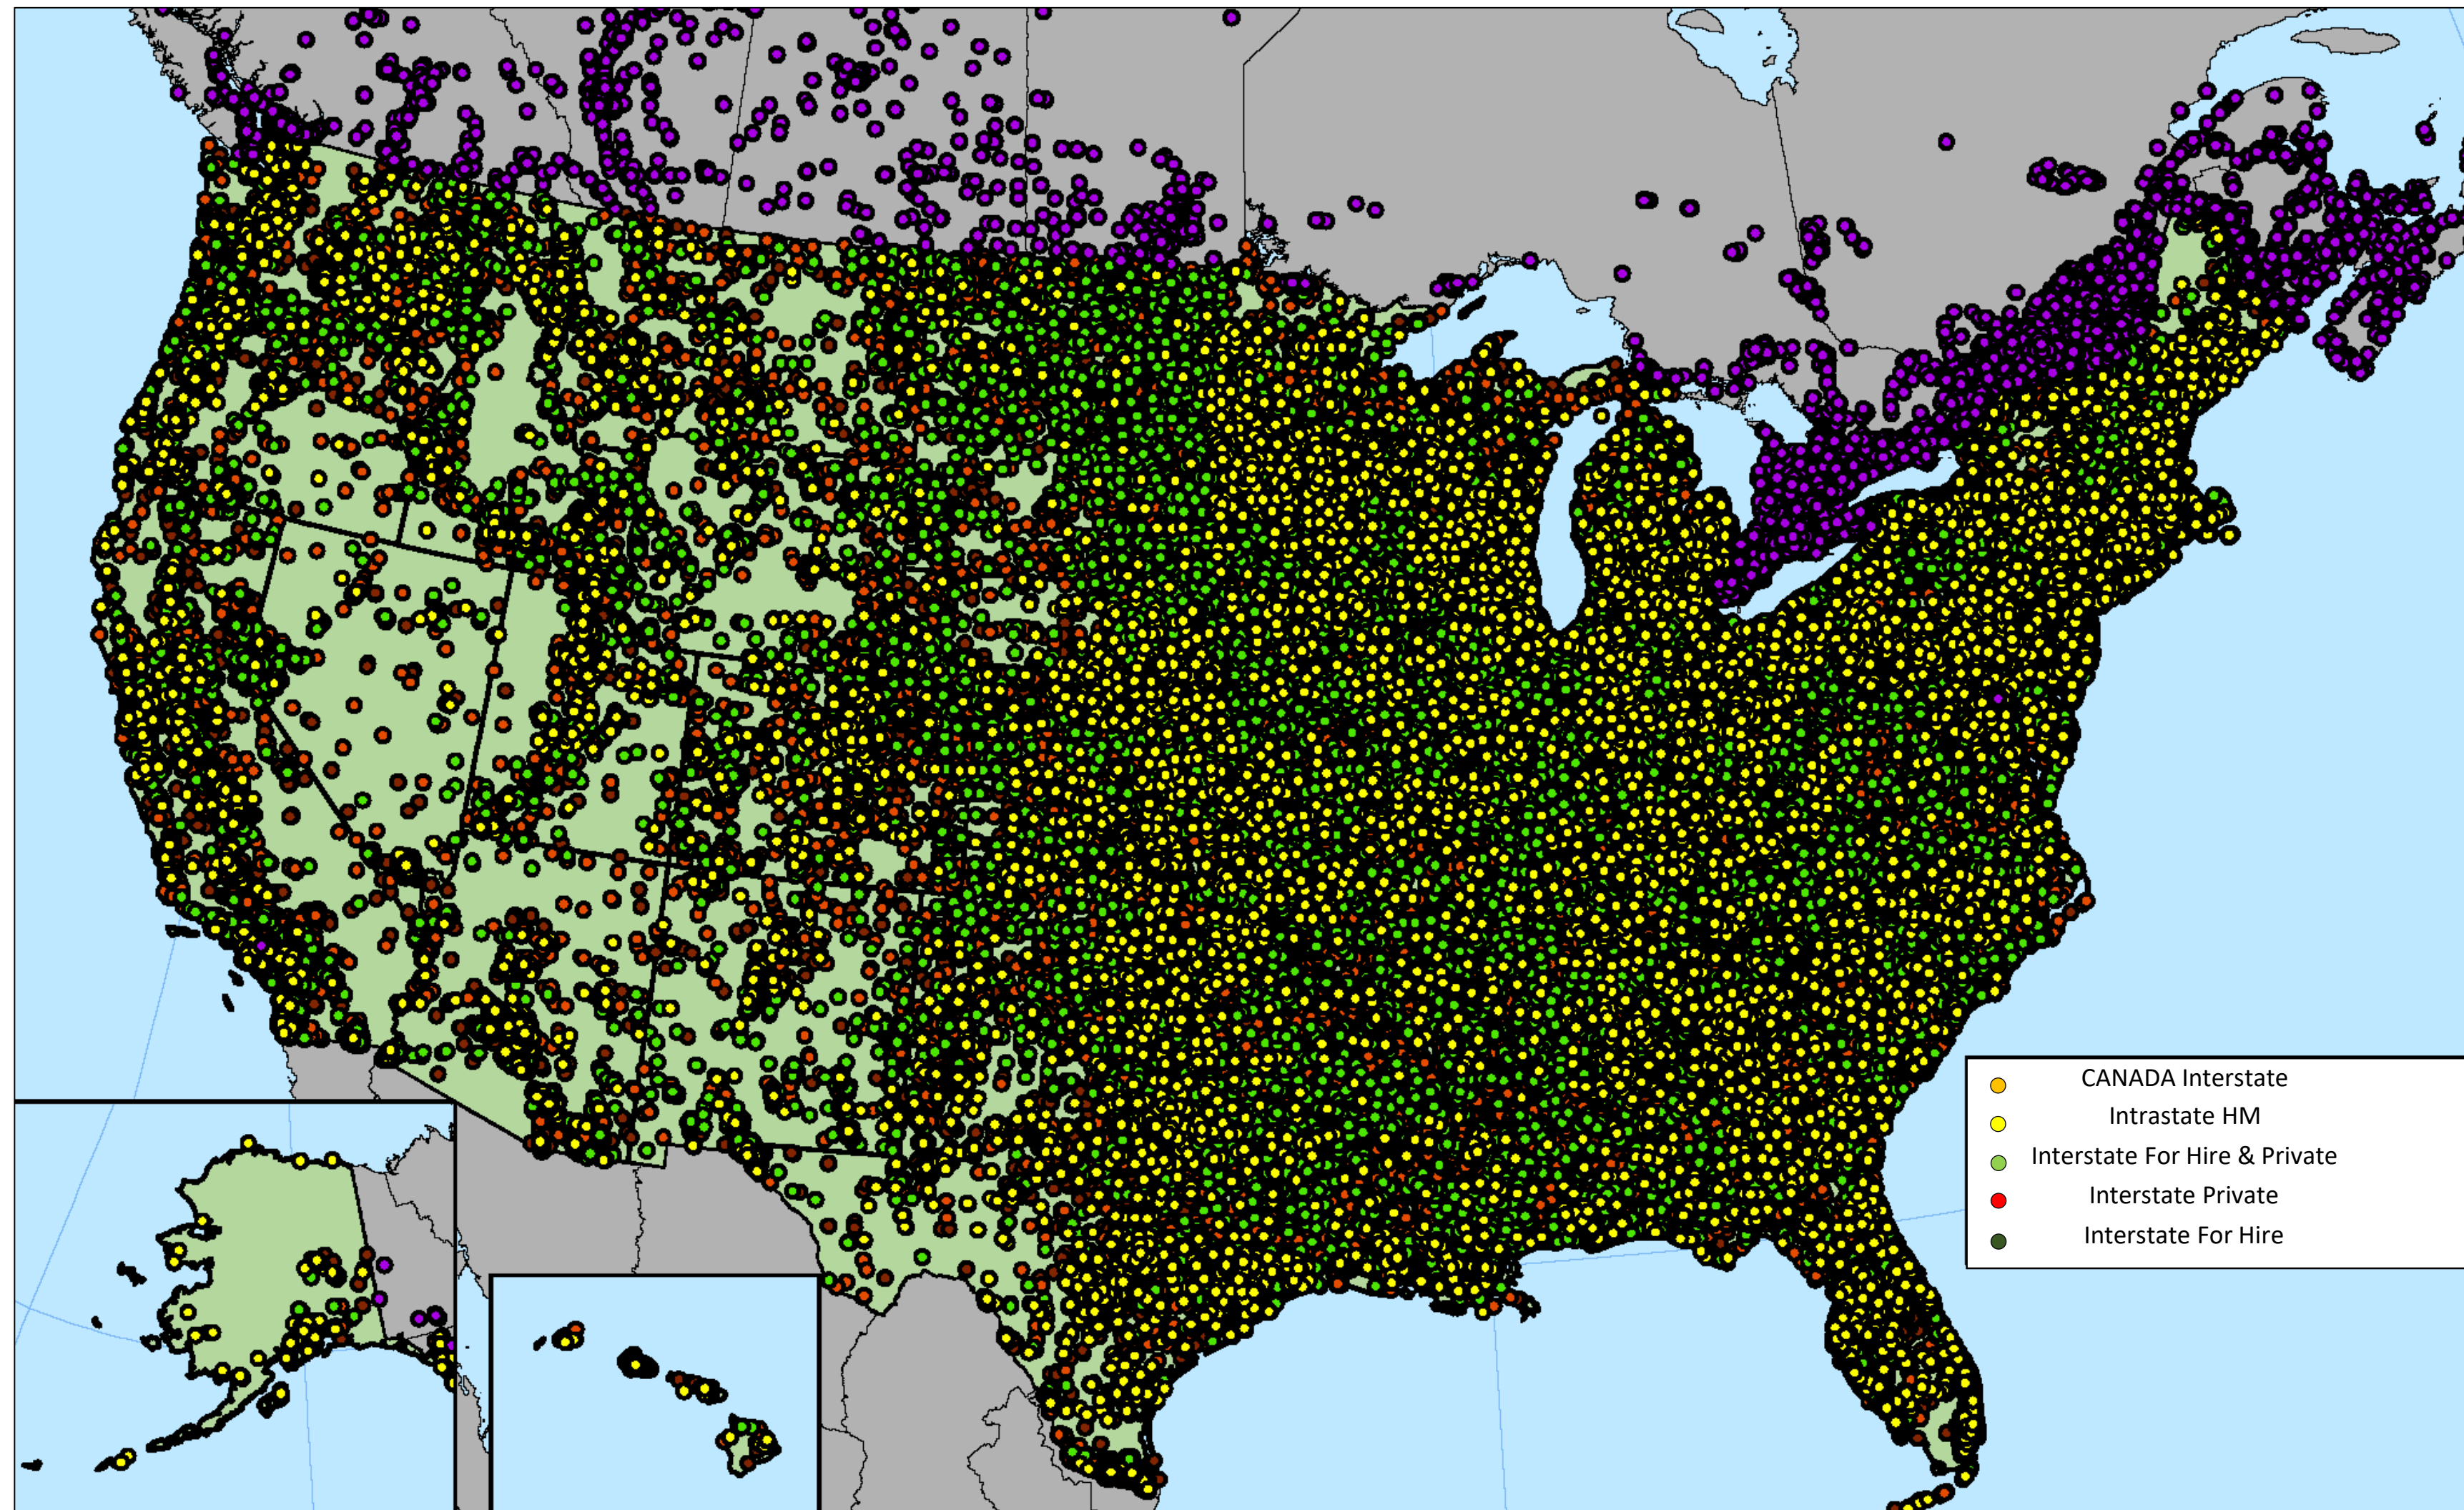 CANADA Interstate
Intrastate HM
Interstate For Hire & Private
Interstate Private
Interstate For Hire